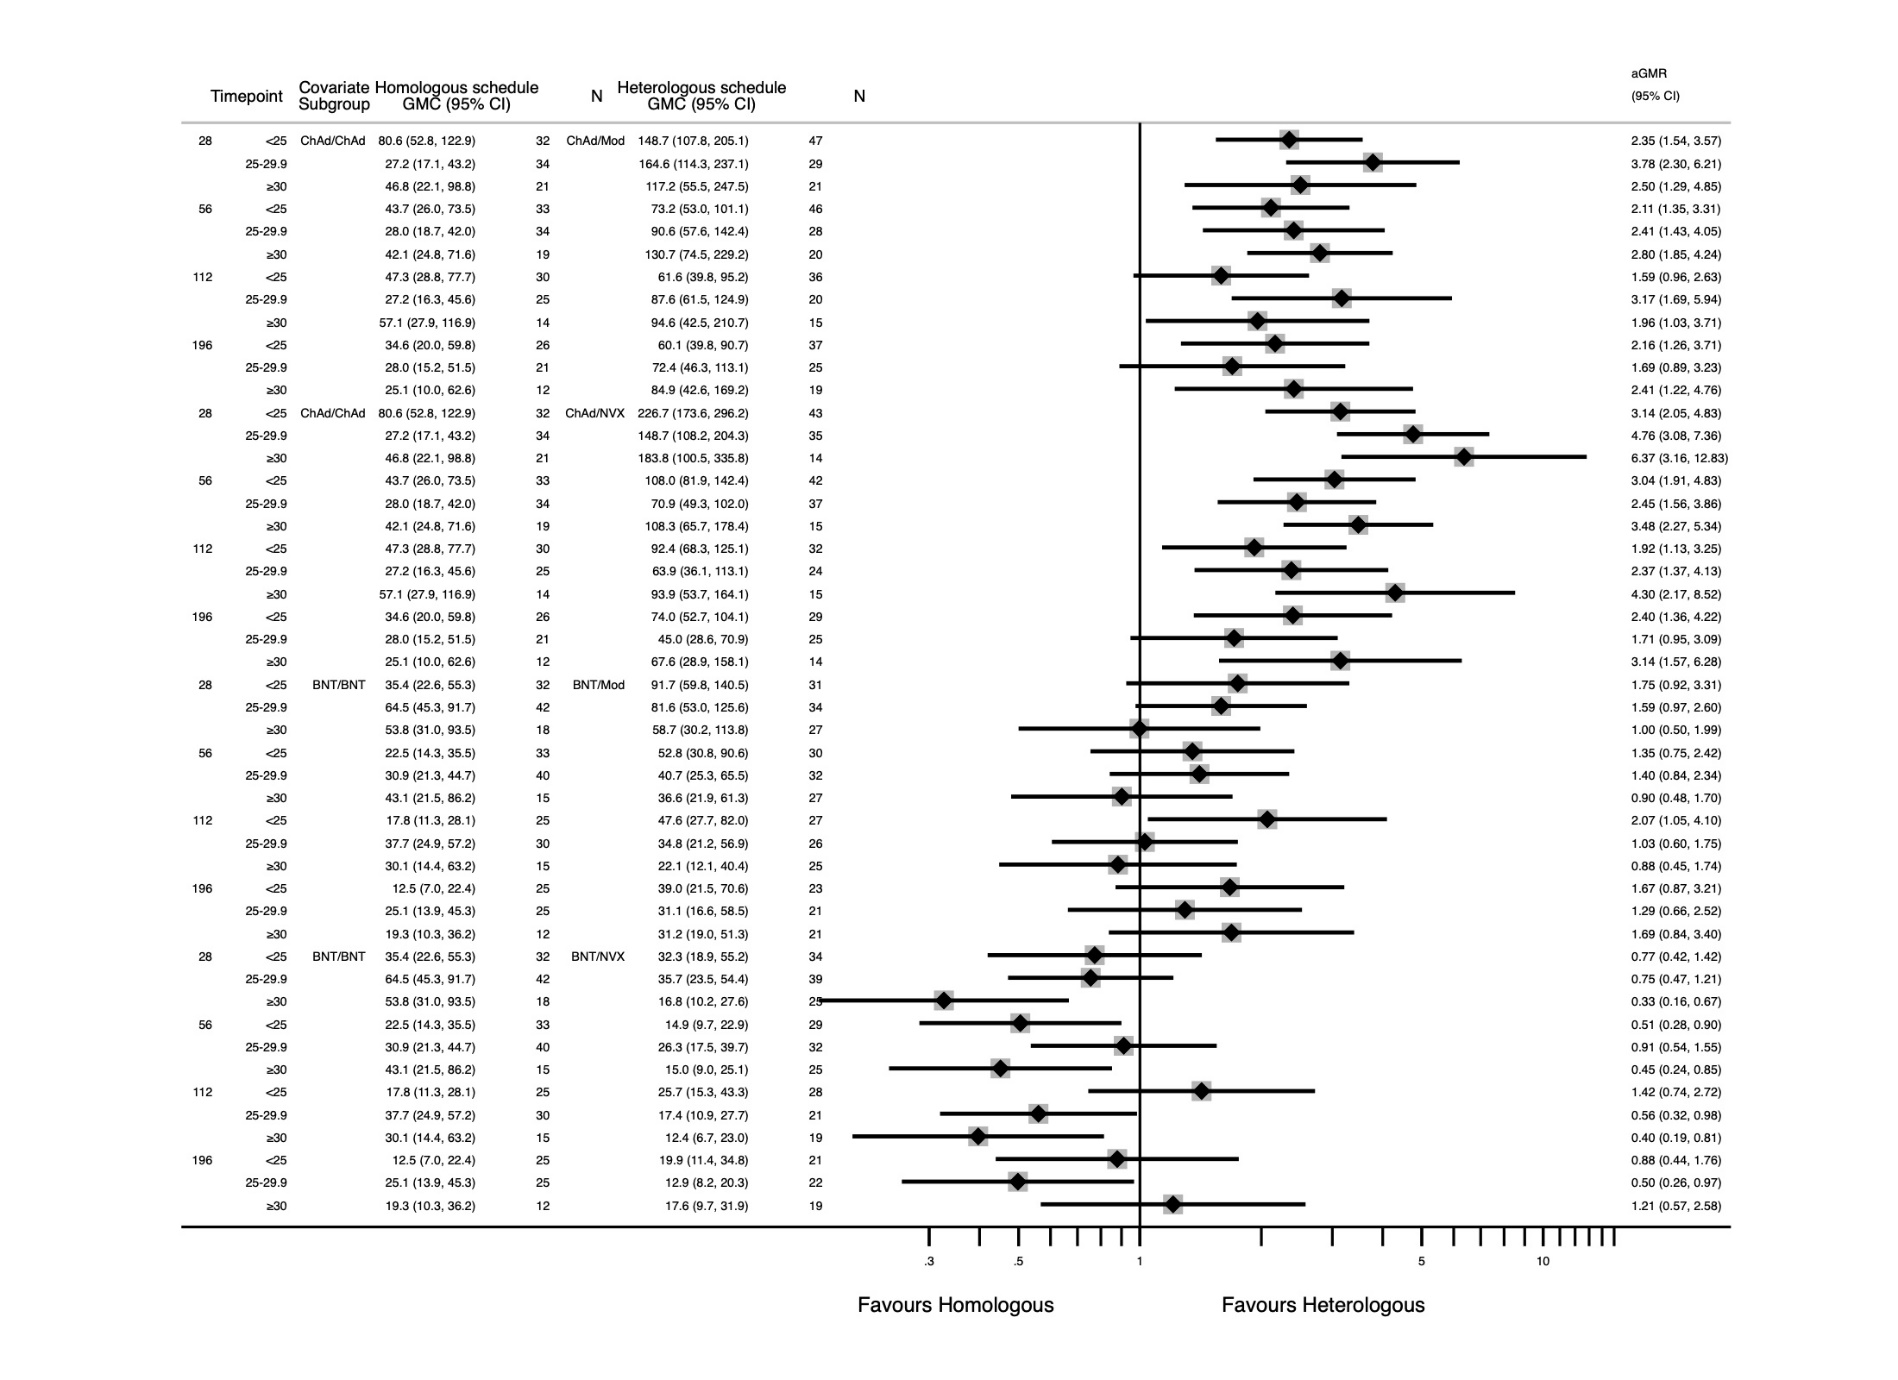 aGMR
Timepoint Covariate Subgroup Homologous schedule GMC (95% CI) N Heterologous schedule GMC (95% CI) N (95% CI)
28 <25 ChAd/ChAd 80.6 (52.8, 122.9) 32 ChAd/Mod 148.7 (107.8, 205.1) 47 2.35 (1.54, 3.57)
25-29.9 27.2 (17.1, 43.2) 34 164.6 (114.3, 237.1) 29 3.78 (2.30, 6.21)
≥30 46.8 (22.1, 98.8) 21 117.2 (55.5, 247.5) 21 2.50 (1.29, 4.85)
56 <25 43.7 (26.0, 73.5) 33 73.2 (53.0, 101.1) 46 2.11 (1.35, 3.31)
25-29.9 28.0 (18.7, 42.0) 34 90.6 (57.6, 142.4) 28 2.41 (1.43, 4.05)
≥30 42.1 (24.8, 71.6) 19 130.7 (74.5, 229.2) 20 2.80 (1.85, 4.24)
112 <25 47.3 (28.8, 77.7) 30 61.6 (39.8, 95.2) 36 1.59 (0.96, 2.63)
25-29.9 27.2 (16.3, 45.6) 25 87.6 (61.5, 124.9) 20 3.17 (1.69, 5.94)
≥30 57.1 (27.9, 116.9) 14 94.6 (42.5, 210.7) 15 1.96 (1.03, 3.71)
196 <25 34.6 (20.0, 59.8) 26 60.1 (39.8, 90.7) 37 2.16 (1.26, 3.71)
25-29.9 28.0 (15.2, 51.5) 21 72.4 (46.3, 113.1) 25 1.69 (0.89, 3.23)
≥30 25.1 (10.0, 62.6) 12 84.9 (42.6, 169.2) 19 2.41 (1.22, 4.76)
28 <25 ChAd/ChAd 80.6 (52.8, 122.9) 32 ChAd/NVX 226.7 (173.6, 296.2) 43 3.14 (2.05, 4.83)
25-29.9 27.2 (17.1, 43.2) 34 148.7 (108.2, 204.3) 35 4.76 (3.08, 7.36)
≥30 46.8 (22.1, 98.8) 21 183.8 (100.5, 335.8) 14 6.37 (3.16, 12.83)
56 <25 43.7 (26.0, 73.5) 33 108.0 (81.9, 142.4) 42 3.04 (1.91, 4.83)
25-29.9 28.0 (18.7, 42.0) 34 70.9 (49.3, 102.0) 37 2.45 (1.56, 3.86)
≥30 42.1 (24.8, 71.6) 19 108.3 (65.7, 178.4) 15 3.48 (2.27, 5.34)
112 <25 47.3 (28.8, 77.7) 30 92.4 (68.3, 125.1) 32 1.92 (1.13, 3.25)
25-29.9 27.2 (16.3, 45.6) 25 63.9 (36.1, 113.1) 24 2.37 (1.37, 4.13)
≥30 57.1 (27.9, 116.9) 14 93.9 (53.7, 164.1) 15 4.30 (2.17, 8.52)
196 <25 34.6 (20.0, 59.8) 26 74.0 (52.7, 104.1) 29 2.40 (1.36, 4.22)
25-29.9 28.0 (15.2, 51.5) 21 45.0 (28.6, 70.9) 25 1.71 (0.95, 3.09)
≥30 25.1 (10.0, 62.6) 12 67.6 (28.9, 158.1) 14 3.14 (1.57, 6.28)
28 <25 BNT/BNT 35.4 (22.6, 55.3) 32 BNT/Mod 91.7 (59.8, 140.5) 31 1.75 (0.92, 3.31)
25-29.9 64.5 (45.3, 91.7) 42 81.6 (53.0, 125.6) 34 1.59 (0.97, 2.60)
≥30 53.8 (31.0, 93.5) 18 58.7 (30.2, 113.8) 27 1.00 (0.50, 1.99)
56 <25 22.5 (14.3, 35.5) 33 52.8 (30.8, 90.6) 30 1.35 (0.75, 2.42)
25-29.9 30.9 (21.3, 44.7) 40 40.7 (25.3, 65.5) 32 1.40 (0.84, 2.34)
≥30 43.1 (21.5, 86.2) 15 36.6 (21.9, 61.3) 27 0.90 (0.48, 1.70)
112 <25 17.8 (11.3, 28.1) 25 47.6 (27.7, 82.0) 27 2.07 (1.05, 4.10)
25-29.9 37.7 (24.9, 57.2) 30 34.8 (21.2, 56.9) 26 1.03 (0.60, 1.75)
≥30 30.1 (14.4, 63.2) 15 22.1 (12.1, 40.4) 25 0.88 (0.45, 1.74)
196 <25 12.5 (7.0, 22.4) 25 39.0 (21.5, 70.6) 23 1.67 (0.87, 3.21)
25-29.9 25.1 (13.9, 45.3) 25 31.1 (16.6, 58.5) 21 1.29 (0.66, 2.52)
≥30 19.3 (10.3, 36.2) 12 31.2 (19.0, 51.3) 21 1.69 (0.84, 3.40)
28 <25 BNT/BNT 35.4 (22.6, 55.3) 32 BNT/NVX 32.3 (18.9, 55.2) 34 0.77 (0.42, 1.42)
25-29.9 64.5 (45.3, 91.7) 42 35.7 (23.5, 54.4) 39 0.75 (0.47, 1.21)
≥30 53.8 (31.0, 93.5) 18 16.8 (10.2, 27.6) 25 0.33 (0.16, 0.67)
56 <25 22.5 (14.3, 35.5) 33 14.9 (9.7, 22.9) 29 0.51 (0.28, 0.90)
25-29.9 30.9 (21.3, 44.7) 40 26.3 (17.5, 39.7) 32 0.91 (0.54, 1.55)
≥30 43.1 (21.5, 86.2) 15 15.0 (9.0, 25.1) 25 0.45 (0.24, 0.85)
112 <25 17.8 (11.3, 28.1) 25 25.7 (15.3, 43.3) 28 1.42 (0.74, 2.72)
25-29.9 37.7 (24.9, 57.2) 30 17.4 (10.9, 27.7) 21 0.56 (0.32, 0.98)
≥30 30.1 (14.4, 63.2) 15 12.4 (6.7, 23.0) 19 0.40 (0.19, 0.81)
196 <25 12.5 (7.0, 22.4) 25 19.9 (11.4, 34.8) 21 0.88 (0.44, 1.76)
25-29.9 25.1 (13.9, 45.3) 25 12.9 (8.2, 20.3) 22 0.50 (0.26, 0.97)
≥30 19.3 (10.3, 36.2) 12 17.6 (9.7, 31.9) 19 1.21 (0.57, 2.58)
.3 .5 1 5 10
Favours Homologous Favours Heterologous